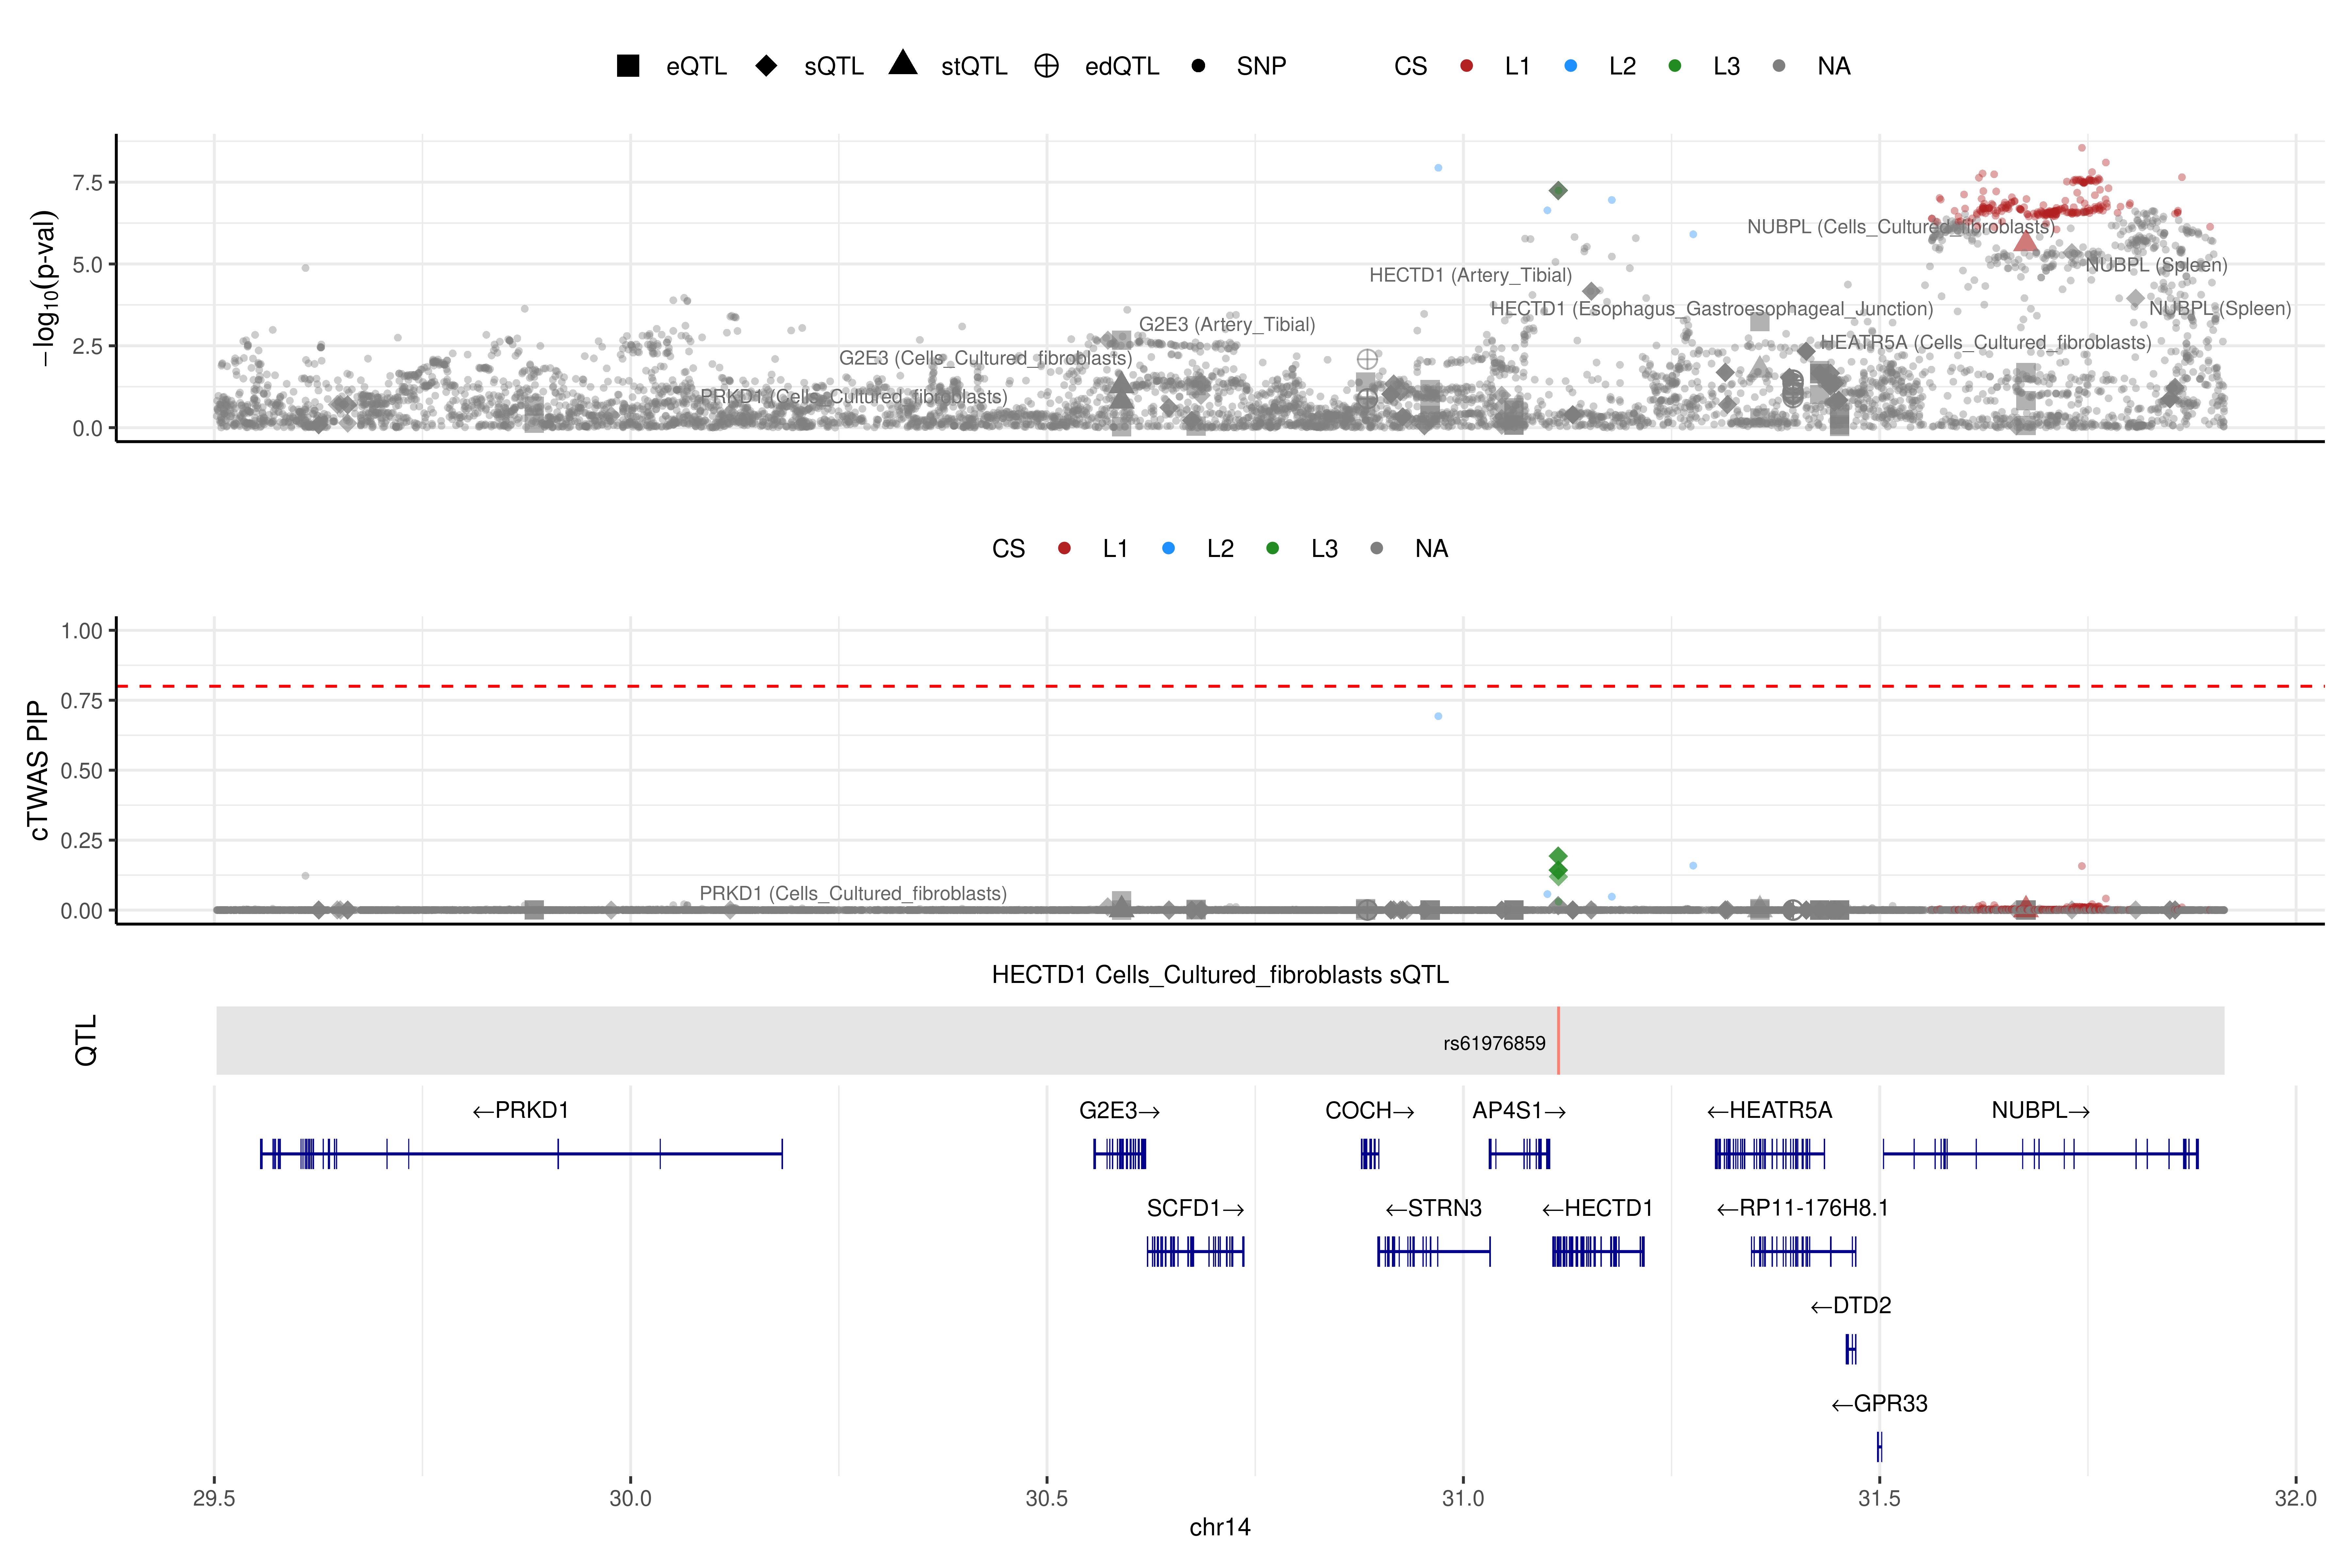 eQTL sQTL stQTL edQTL SNP CS L1 L2 L3 NA
−log10(p-val)
7.5
5.0
2.5
0.0
NUBPL (Cells_Cultured_fibroblasts)
NUBPL (Spleen)
HECTD1 (Artery_Tibial)
HECTD1 (Esophagus_Gastroesophageal_Junction)
NUBPL (Spleen)
G2E3 (Artery_Tibial)
HEATR5A (Cells_Cultured_fibroblasts)
G2E3 (Cells_Cultured_fibroblasts)
PRKD1 (Cells_Cultured_fibroblasts)
CS L1 L2 L3 NA
cTWAS PIP
1.00
0.75
0.50
0.25
0.00
PRKD1 (Cells_Cultured_fibroblasts)
HECTD1 Cells_Cultured_fibroblasts sQTL
QTL
rs61976859
←PRKD1 G2E3→ COCH→ AP4S1→ ←HEATR5A NUBPL→
SCFD1→ ←STRN3 ←HECTD1 ←RP11-176H8.1
←DTD2
←GPR33
29.5 30.0 30.5 31.0 31.5 32.0
chr14